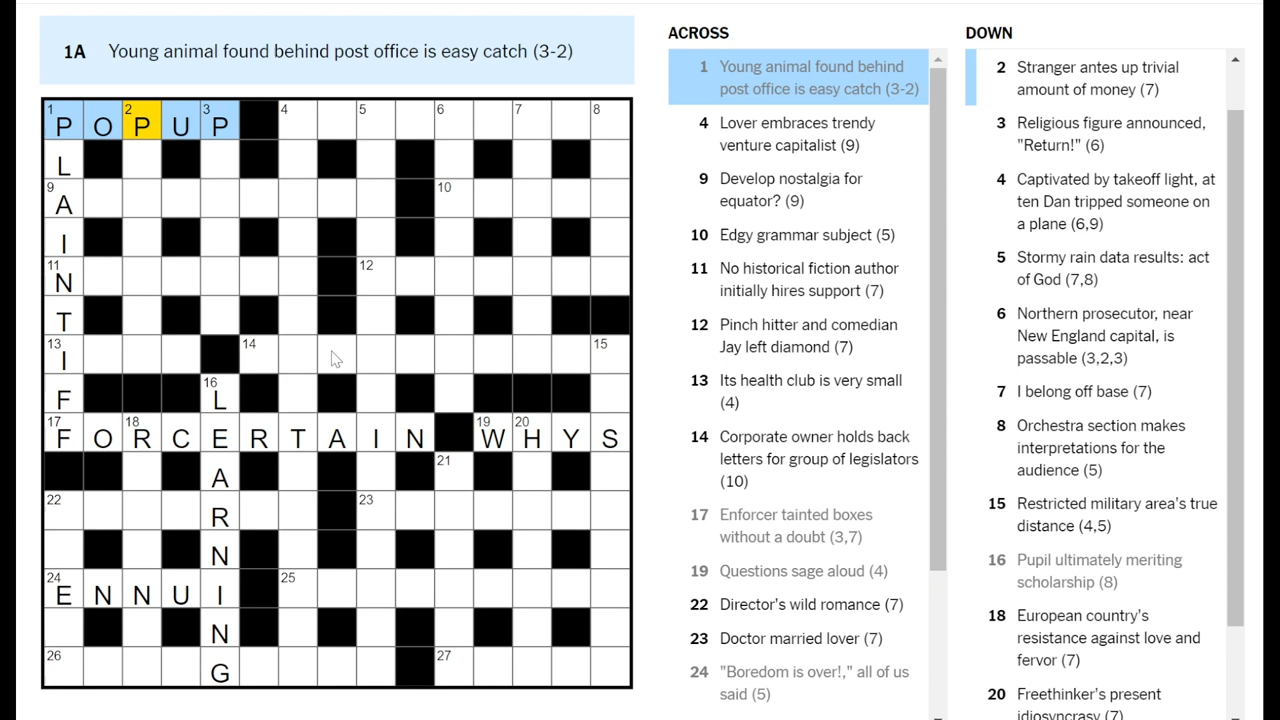 1A Young animal found behind post office is easy catch (3-2)
1 P O 2 P U 3 P 4 5 6 7 8
L
9 A 10
I
11 N 12
T
13 I 14 15
F 16 L
17 F O 18 R C E R T A I N 19 W 20 H Y S
A 21
22 R 23
N
24 E N N U I 25
N
26 G 27
ACROSS
1 Young animal found behind
post office is easy catch (3-2)
4 Lover embraces trendy
venture capitalist (9)
9 Develop nostalgia for
equator? (9)
10 Edgy grammar subject (5)
11 No historical fiction author
initially hires support (7)
12 Pinch hitter and comedian
Jay left diamond (7)
13 Its health club is very small
(4)
14 Corporate owner holds back
letters for group of legislators
(10)
17 Enforcer tainted boxes
without a doubt (3,7)
19 Questions sage aloud (4)
22 Director's wild romance (7)
23 Doctor married lover (7)
24 "Boredom is over!," all of us
said (5)
DOWN
2 Stranger antes up trivial
amount of money (7)
3 Religious figure announced,
"Return!" (6)
4 Captivated by takeoff light, at
ten Dan tripped someone on
a plane (6,9)
5 Stormy rain data results: act
of God (7,8)
6 Northern prosecutor, near
New England capital, is
passable (3,2,3)
7 I belong off base (7)
8 Orchestra section makes
interpretations for the
audience (5)
15 Restricted military area's true
distance (4,5)
16 Pupil ultimately meriting
scholarship (8)
18 European country's
resistance against love and
fervor (7)
20 Freethinker's present
idiosyncrasy (7)